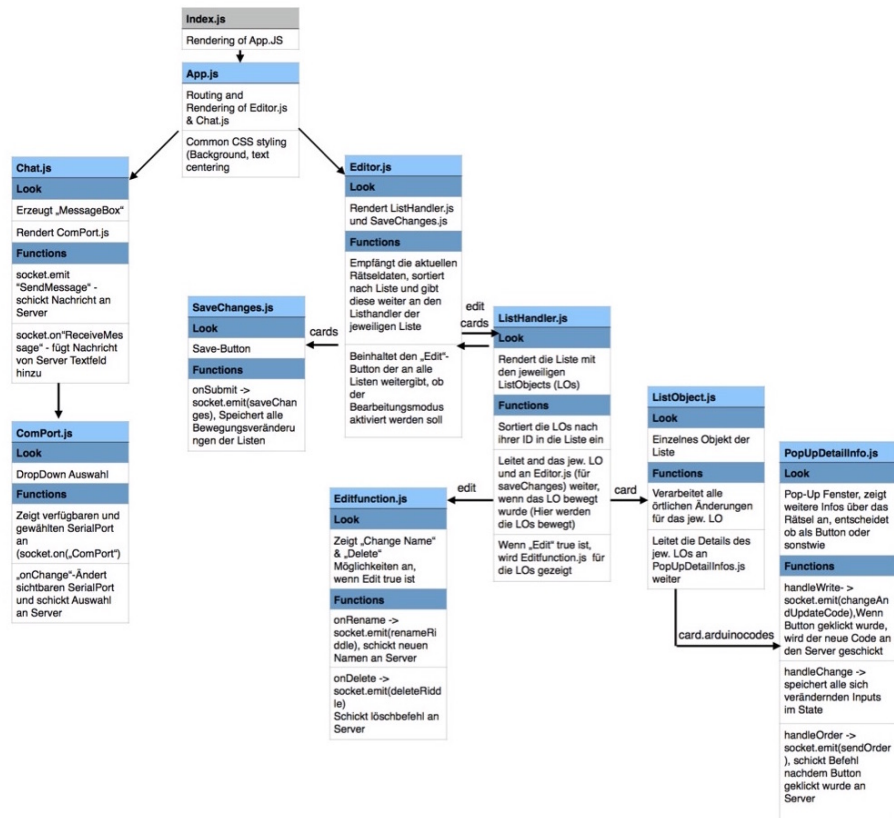 Index.js
Rendering of App.JS
App.js
Routing and
Rendering of Editor.js
& Chat.js
Common CSS styling
(Background, text
centering
Chat.js
Look
Erzeugt „MessageBox“
Rendert ComPort.js
Functions
socket.emit
"SendMessage" -
schickt Nachricht an
Server
socket.on"ReceiveMes
sage" - fügt Nachricht
von Server Textfeld
hinzu
ComPort.js
Look
DropDown Auswahl
Functions
Zeigt verfügbaren und
gewählten SerialPort
an
(socket.on(„ComPort“)
„onChange“-Ändert
sichtbaren SerialPort
und schickt Auswahl
an Server
Editor.js
Look
Rendert ListHandler.js
und SaveChanges.js
Functions
Empfängt die aktuellen
Rätseldaten, sortiert
nach Liste und gibt
diese weiter an den
Listhandler der
jeweiligen Liste
Beinhaltet den „Edit“-
Button der an alle
Listen weitergibt, ob
der
Bearbeitungsmodus
aktiviert werden soll
cards
edit
cards
SaveChanges.js
Look
Save-Button
Functions
onSubmit ->
socket.emit(saveChan
ges), Speichert alle
Bewegungsveränderu
ngen der Listen
ListHandler.js
Look
Rendert die Liste mit
den jeweiligen
ListObjects (LOs)
Functions
Sortiert die LOs nach
ihrer ID in die Liste ein
Leitet and das jew. LO
und an Editor.js (für
saveChanges) weiter,
wenn das LO bewegt
wurde (Hier werden
die LOs bewegt)
Wenn „Edit“ true ist,
wird Editfunction.js für
die LOs gezeigt
edit
card
Editfunction.js
Look
Zeigt „Change Name“
& „Delete“
Möglichkeiten an,
wenn Edit true ist
Functions
onRename ->
socket.emit(renameRi
ddle), schickt neuen
Namen an Server
onDelete ->
socket.emit(deleteRid
dle)
Schickt löschbefehl an
Server
ListObject.js
Look
Einzelnes Objekt der
Liste
Functions
Verarbeitet alle
örtlichen Änderungen
für das jew. LO
Leitet die Details des
jew. LOs an
PopUpDetailInfos.js
weiter
card.arduinocodes
PopUpDetailInfo.js
Look
Pop-Up Fenster, zeigt
weitere Infos über das
Rätsel an, entscheidet
ob als Button oder
sonstwie
Functions
handleWrite- >
socket.emit(changeAn
dUpdateCode),Wenn
Button geklickt wurde,
wird der neue Code an
den Server geschickt
handleChange ->
speichert alle sich
verändernden Inputs
im State
handleOrder ->
socket.emit(sendOrder
), schickt Befehl
nachdem Button
geklickt wurde an
Server